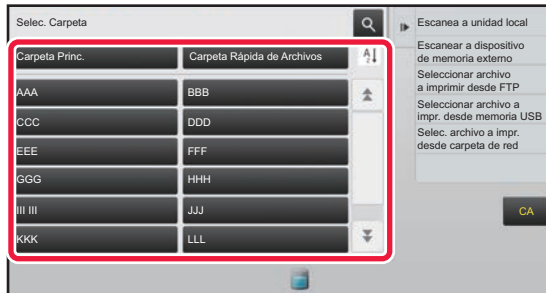 Selec. Carpeta
Carpeta Princ.
Carpeta Rápida de Archivos
AAA
BBB
CCC
DDD
EEE
FFF
GGG
HHH
III III
JJJ
KKK
LLL
Escanea a unidad local
Escanear a dispositivo
de memoria externo
Seleccionar archivo
a imprimir desde FTP
Seleccionar archivo a
impr. desde memoria USB
Selec. archivo a impr.
desde carpeta de red
CA